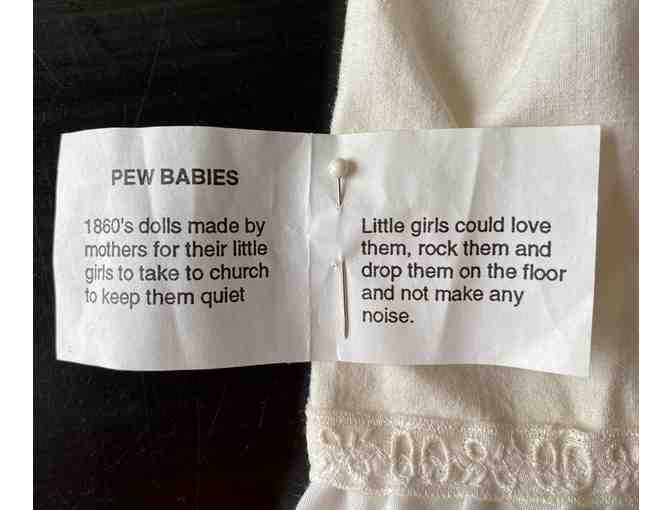 PEW BABIES
1860's dolls made by
mothers for their little
girls to take to church
to keep them quiet
Little girls could love
them, rock them and
drop them on the floor
and not make any
noise.